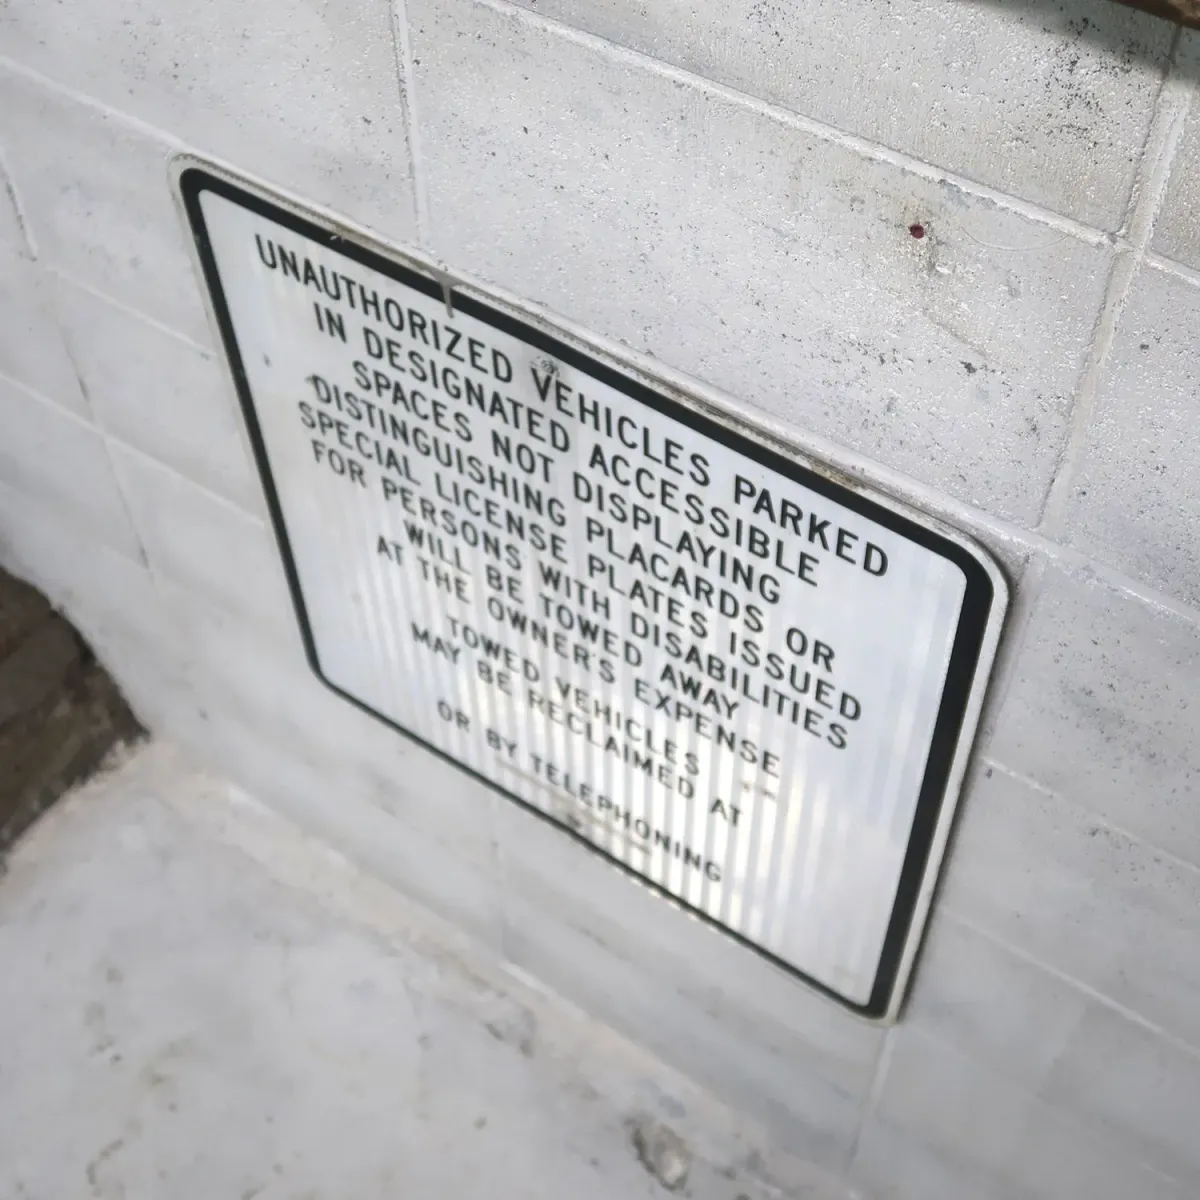 UNAUTHORIZED VEHICLES PARKED
IN DESIGNATED ACCESSIBLE
SPACES NOT DISPLAYING
DISTINGUISHING PLACARDS OR
SPECIAL LICENSE PLATES ISSUED
FOR PERSONS WITH DISABILITIES
WILL BE TOWED AWAY
AT THE OWNER'S EXPENSE
TOWED VEHICLES
MAY BE RECLAIMED AT
OR BY TELEPHONING